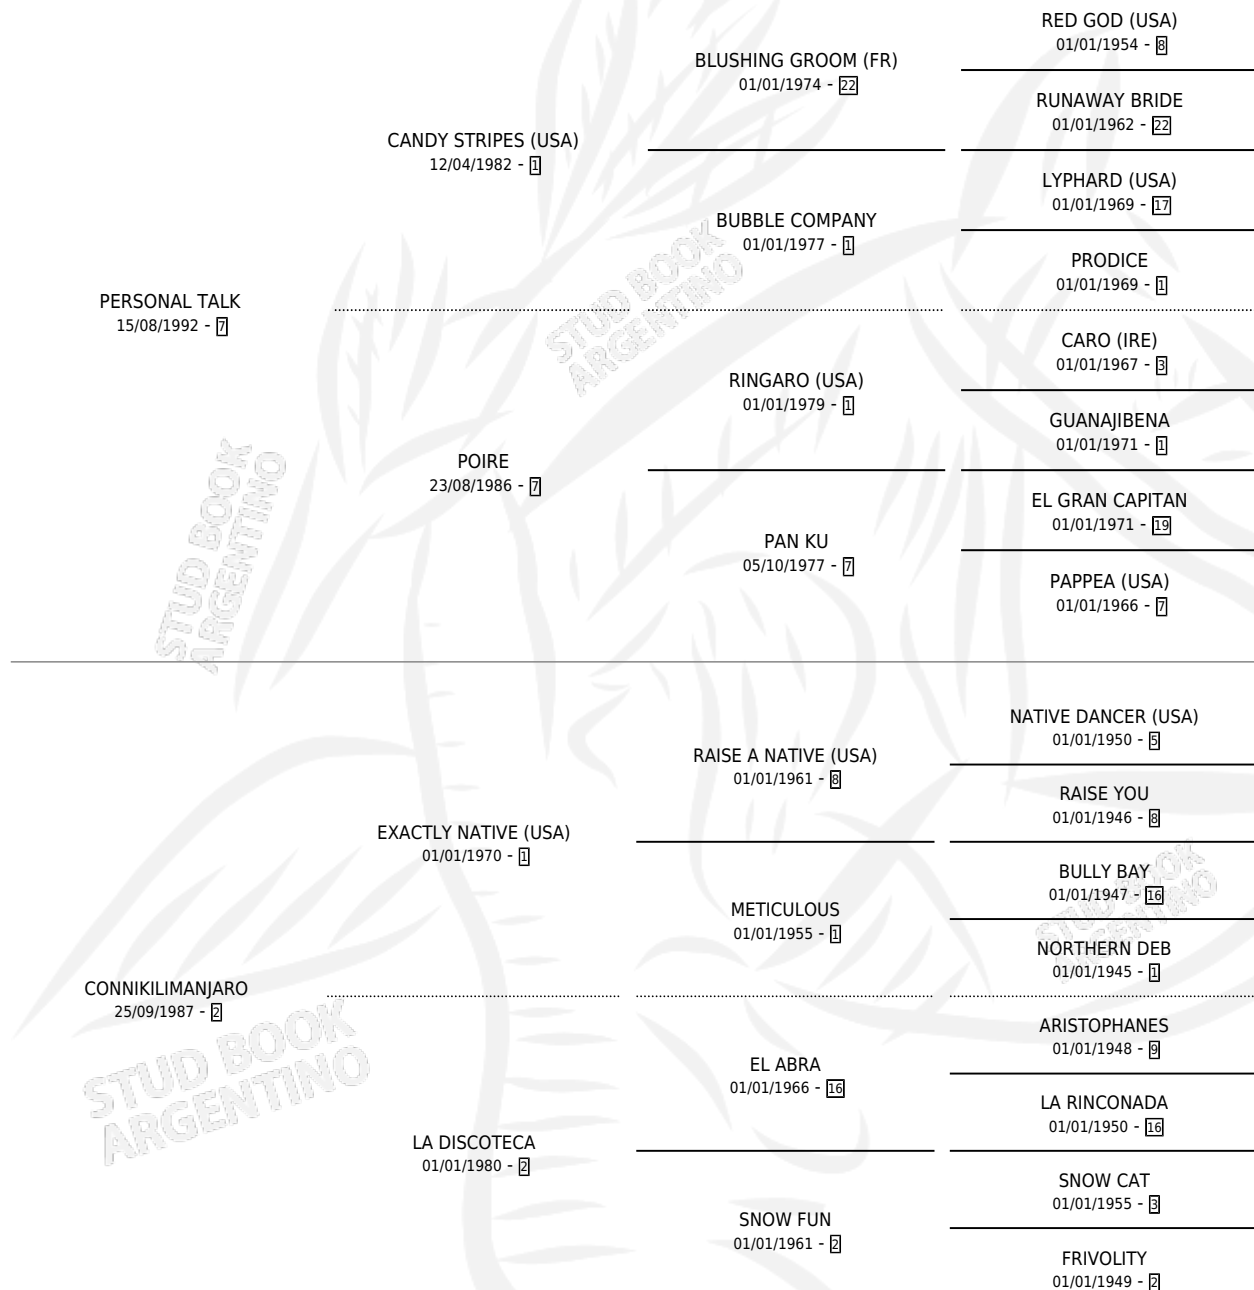 RED GOD (USA)
01/01/1954 - 8
BLUSHING GROOM (FR)
01/01/1974 - 22
RUNAWAY BRIDE
01/01/1962 - 22
CANDY STRIPES (USA)
12/04/1982 - 1
LYPHARD (USA)
01/01/1969 - 17
BUBBLE COMPANY
01/01/1977 - 1
PRODICE
01/01/1969 - 1
PERSONAL TALK
15/08/1992 - 7
STUD BOOK
ARGENTINO
CARO (IRE)
01/01/1967 - 3
RINGARO (USA)
01/01/1979 - 1
GUANAJIBENA
01/01/1971 - 1
POIRE
23/08/1986 - 7
EL GRAN CAPITAN
01/01/1971 - 19
PAN KU
05/10/1977 - 7
PAPPEA (USA)
01/01/1966 - 7
STUD BOOK
ARGENTINO
NATIVE DANCER (USA)
01/01/1950 - 5
RAISE A NATIVE (USA)
01/01/1961 - 8
RAISE YOU
01/01/1946 - 8
EXACTLY NATIVE (USA)
01/01/1970 - 1
BULLY BAY
01/01/1947 - 16
STUD BOOK
ARGENTINO
METICULOUS
01/01/1955 - 1
NORTHERN DEB
01/01/1945 - 1
CONNIKILIMANJARO
25/09/1987 - 2
STUD BOOK
ARGENTINO
ARISTOPHANES
01/01/1948 - 9
EL ABRA
01/01/1966 - 16
LA RINCONADA
01/01/1950 - 16
LA DISCOTECA
01/01/1980 - 2
SNOW CAT
01/01/1955 - 3
SNOW FUN
01/01/1961 - 2
FRIVOLITY
01/01/1949 - 2